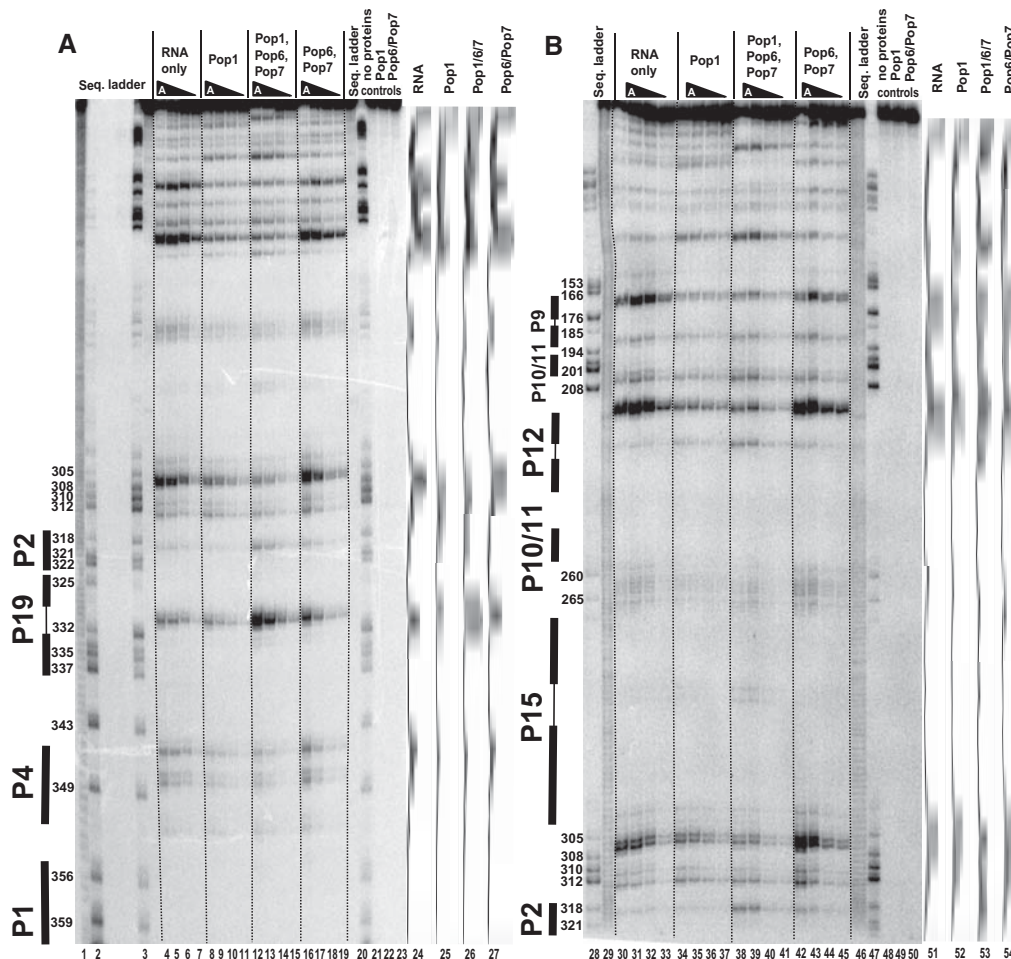 A
Seq. ladder
RNA only
Pop1
Pop1, Pop6, Pop7
Pop6, Pop7
Seq. ladder
no proteins
Pop1
Pop6/Pop7
controls
RNA
Pop1
Pop1/6/7
Pop6/Pop7
A
A
A
A
305
308
310
312
318
321
322
325
332
335
337
343
349
356
359
P2
P19
P4
P1
1 2 3 4 5 6 7 8 9 10 11 12 13 14 15 16 17 18 19 20 21 22 23 24 25 26 27
B
Seq. ladder
RNA only
Pop1
Pop1, Pop6, Pop7
Pop6, Pop7
Seq. ladder
no proteins
Pop1
Pop6/Pop7
controls
RNA
Pop1
Pop1/6/7
Pop6/Pop7
A
A
A
A
153
166
176
185
194
201
208
260
265
305
308
310
312
318
321
P9
P10/11
P12
P10/11
P15
P2
28 29 30 31 32 33 34 35 36 37 38 39 40 41 42 43 44 45 46 47 48 49 50 51 52 53 54